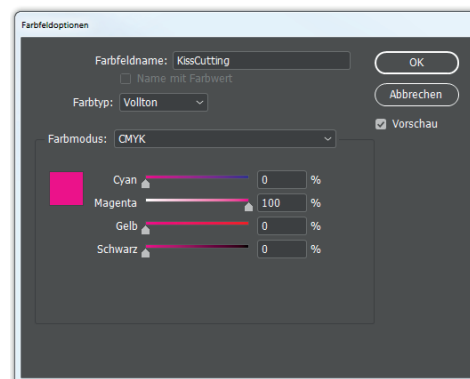 Farbfeldoptionen
Farbfeldname: KissCutting
Name mit Farbwert
Farbtyp: Vollton
OK
Abbrechen
Vorschau
Farbmodus: CMYK
Cyan 0 %
Magenta 100 %
Gelb 0 %
Schwarz 0 %